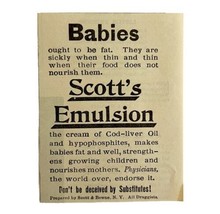 Babies
ought to be fat. They are
sickly when thin and thin
when their food does not
nourish them.
Scott's
Emulsion
the cream of Cod-liver Oil
and hypophosphites, makes
babies fat and well, strength-
ens growing children and
nourishes mothers. Physicians,
the world over, endorse it.
Don't be deceived by Substitutes!
Prepared by Scott & Bowne, N. Y. All Druggists.